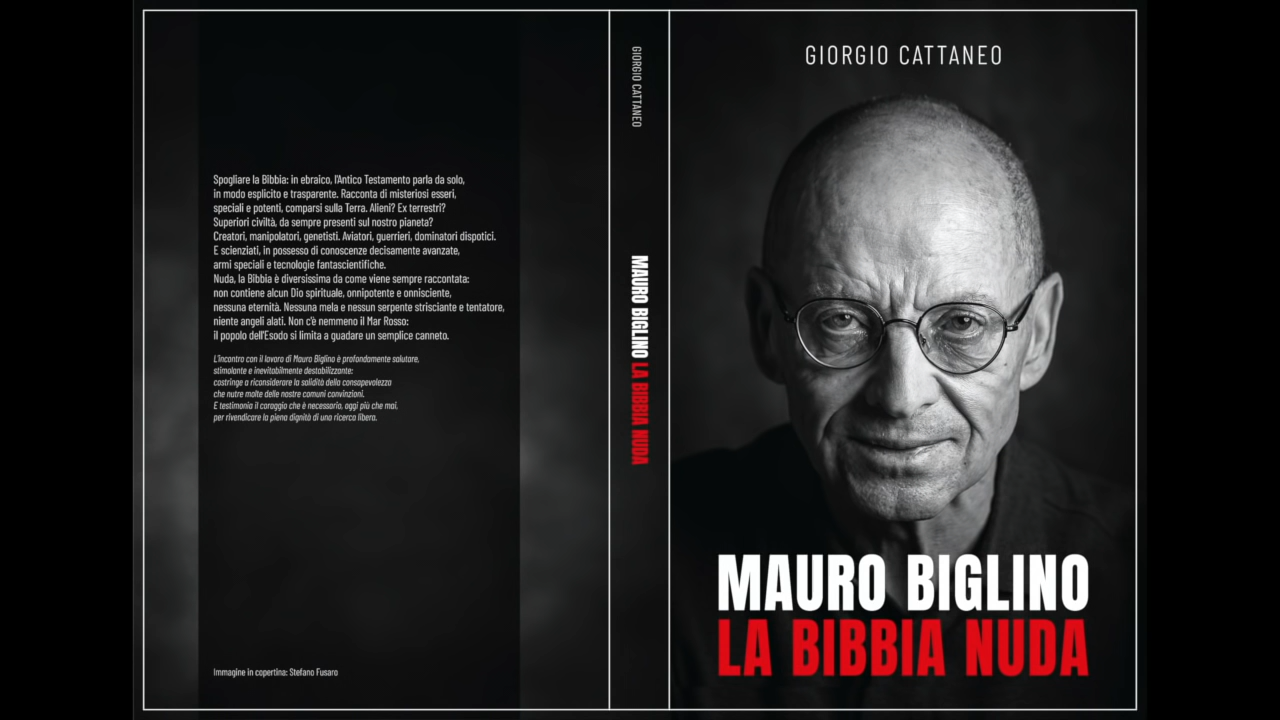 Spogliare la Bibbia: in ebraico, l'Antico Testamento parla da solo,
in modo esplicito e trasparente. Racconta di misteriosi esseri,
speciali e potenti, comparsi sulla Terra. Alieni? Ex terrestri?
Superiori civiltà, da sempre presenti sul nostro pianeta?
Creatori, manipolatori, genetisti. Aviatori, guerrieri, dominatori dispotici.
E scienziati, in possesso di conoscenze decisamente avanzate,
armi speciali e tecnologie fantascientifiche.
Nuda, la Bibbia è diversissima da come viene sempre raccontata:
non contiene alcun Dio spirituale, onnipotente e onnisciente,
nessuna eternità. Nessuna mela e nessun serpente strisciante e tentatore,
niente angeli alati. Non c'è nemmeno il Mar Rosso:
il popolo dell'Esodo si limita a guadare un semplice canneto.
L'incontro con il lavoro di Mauro Biglino è profondamente salutare,
stimolante e inevitabilmente destabilizzante:
costringe a riconsiderare la solidità della consapevolezza
che nutre molte delle nostre comuni convinzioni.
E testimonia il coraggio che è necessario, oggi più che mai,
per rivendicare la piena dignità di una ricerca libera.
Immagine in copertina: Stefano Fusaro
GIORGIO CATTANEO
MAURO BIGLINO LA BIBBIA NUDA
GIORGIO CATTANEO
MAURO BIGLINO
LA BIBBIA NUDA